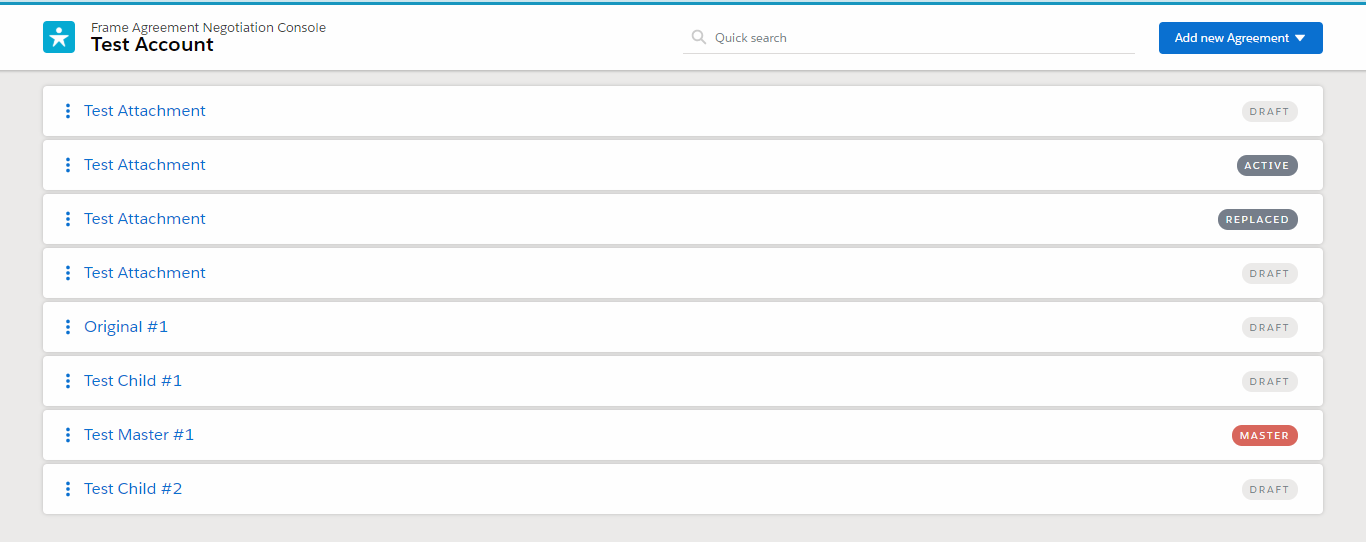 Frame Agreement Negotiation Console
Test Account
Quick search
Add new Agreement
Test Attachment DRAFT
Test Attachment ACTIVE
Test Attachment REPLACED
Test Attachment DRAFT
Original #1 DRAFT
Test Child #1 DRAFT
Test Master #1 MASTER
Test Child #2 DRAFT